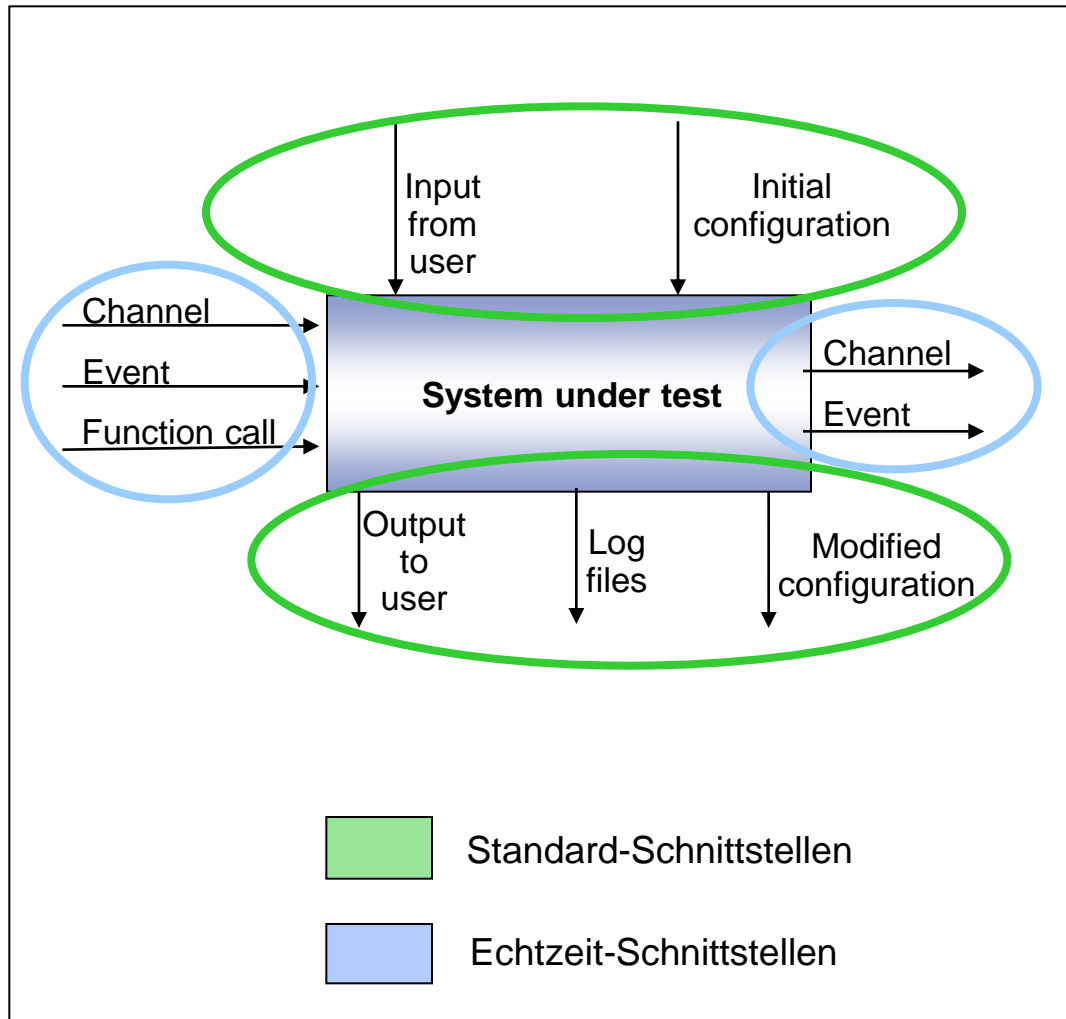 Input
from
user
Initial
configuration
Channel
Event
Function call
System under test
Channel
Event
Output
to
user
Log
files
Modified
configuration
Standard-Schnittstellen
Echtzeit-Schnittstellen